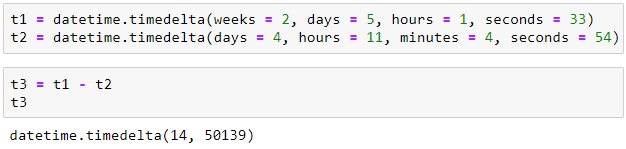 t1 = datetime.timedelta(weeks = 2, days = 5, hours = 1, seconds = 33)
t2 = datetime.timedelta(days = 4, hours = 11, minutes = 4, seconds = 54)
t3 = t1 - t2
t3
datetime.timedelta(14, 50139)